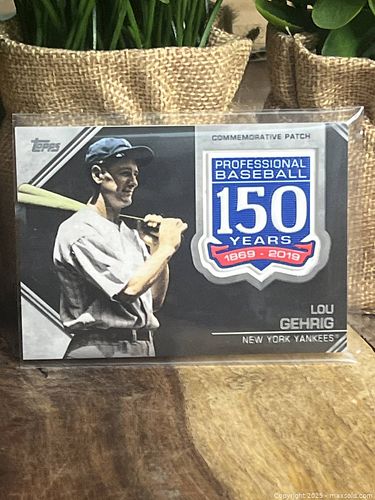 Topps
COMMEMORATIVE PATCH
PROFESSIONAL
BASEBALL
150
YEARS
1869 - 2019
LOU
GEHRIG
NEW YORK YANKEES®
Copyright 2025 - maxsold.com